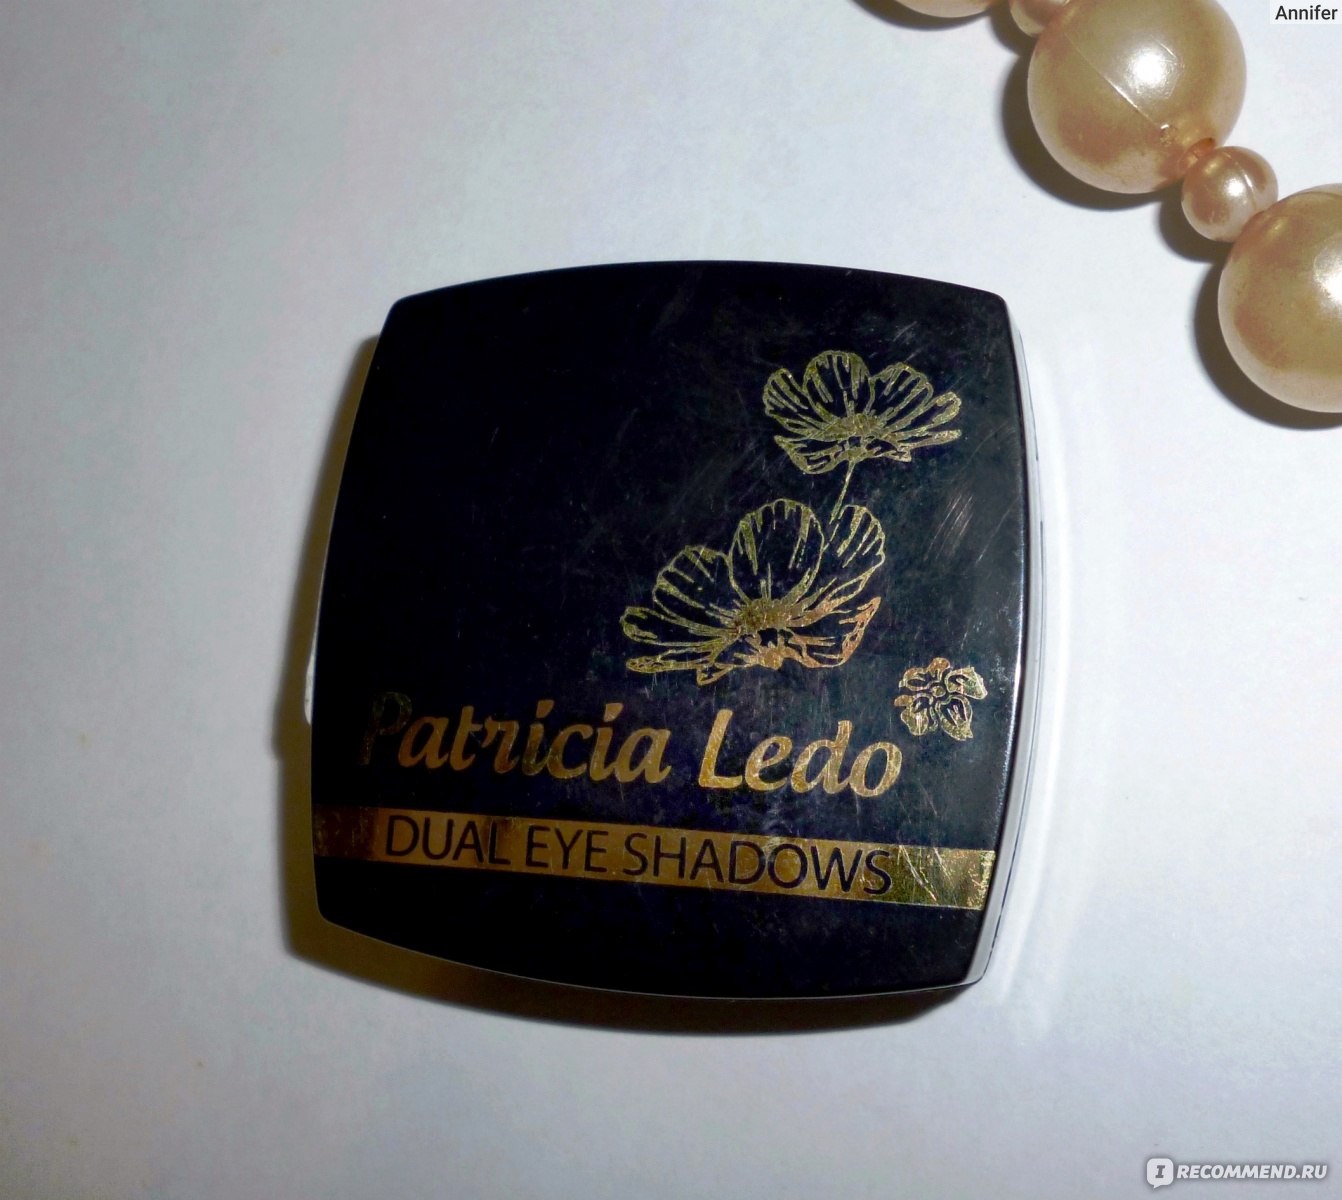 Annifer
Patricia Ledo
DUAL EYE SHADOWS
I RECOMMEND.RU